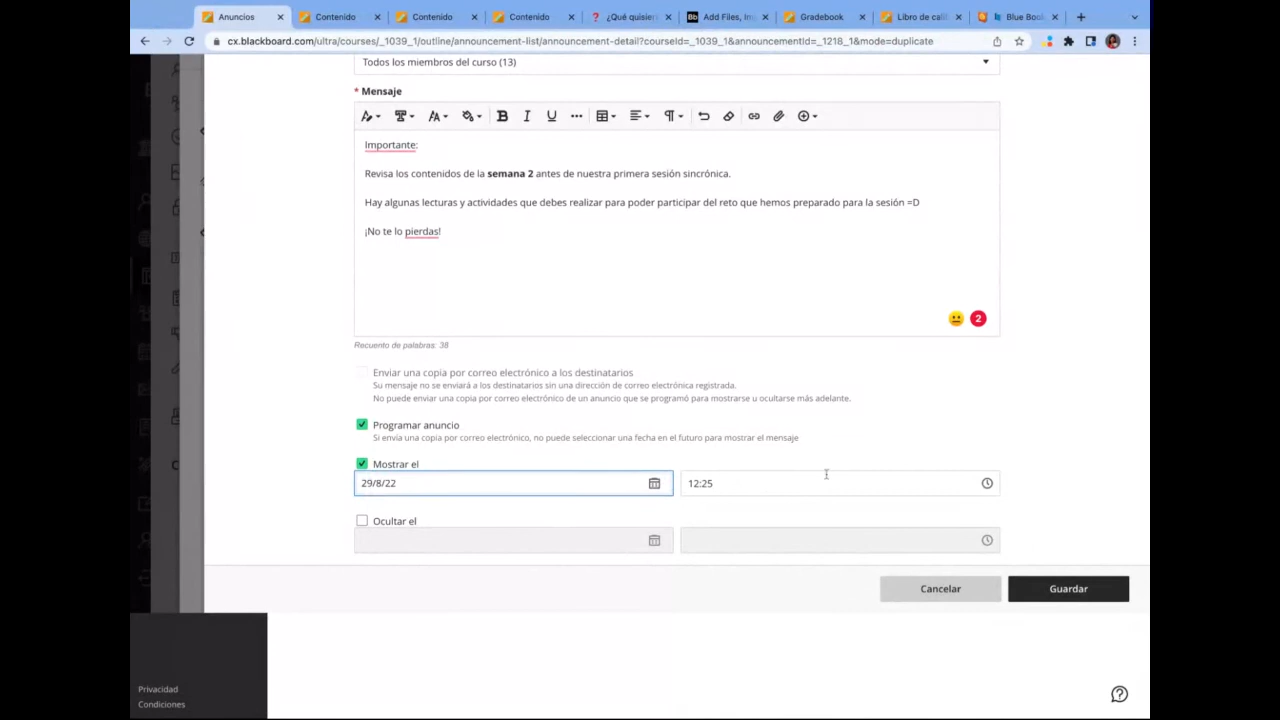 Anuncios
Contenido
Contenido
Contenido
¿Qué quisier
Add Files, Im
Gradebook
Libro de cali
Blue Boo
cx.blackboard.com/ultra/courses/_1039_1/outline/announcement-list/announcement-detail?courseId=_1039_1&announcementId=_1218_1&mode=duplicate
Todos los miembros del curso (13)
* Mensaje
Importante:
Revisa los contenidos de la semana 2 antes de nuestra primera sesión sincrónica.
Hay algunas lecturas y actividades que debes realizar para poder participar del reto que hemos preparado para la sesión =D
¡No te lo pierdas!
2
Recuento de palabras: 38
Enviar una copia por correo electrónico a los destinatarios
Su mensaje no se enviará a los destinatarios sin una dirección de correo electrónica registrada.
No puede enviar una copia por correo electrónico de un anuncio que se programó para mostrarse u ocultarse más adelante.
Programar anuncio
Si envía una copia por correo electrónico, no puede seleccionar una fecha en el futuro para mostrar el mensaje
Mostrar el
29/8/22 12:25
Ocultar el
Cancelar Guardar
Privacidad
Condiciones